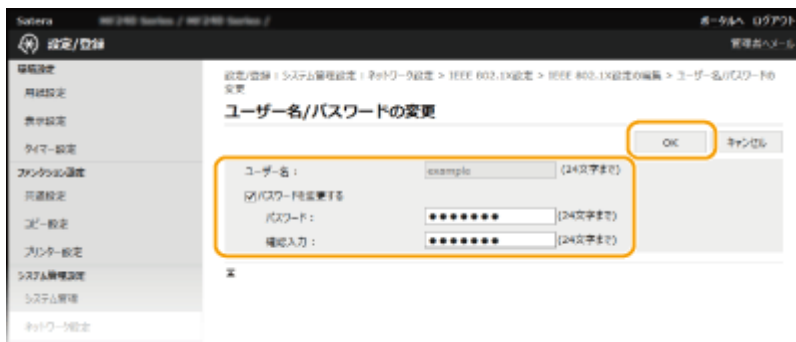 Satera MF240 Series / MF240 Series / ポータルへ ログアウト
設定/登録 管理者へメール
環境設定
用紙設定
表示設定
タイマー設定
ファンクション設定
共通設定
コピー設定
プリンター設定
システム管理設定
システム管理
ネットワーク設定
設定/登録 : システム管理設定 : ネットワーク設定 > IEEE 802.1X設定 > IEEE 802.1X設定の編集 > ユーザー名/パスワードの
変更
ユーザー名/パスワードの変更
OK キャンセル
ユーザー名 : example (24文字まで)
パスワードを変更する
パスワード : ●●●●●●● (24文字まで)
確認入力 : ●●●●●●● (24文字まで)